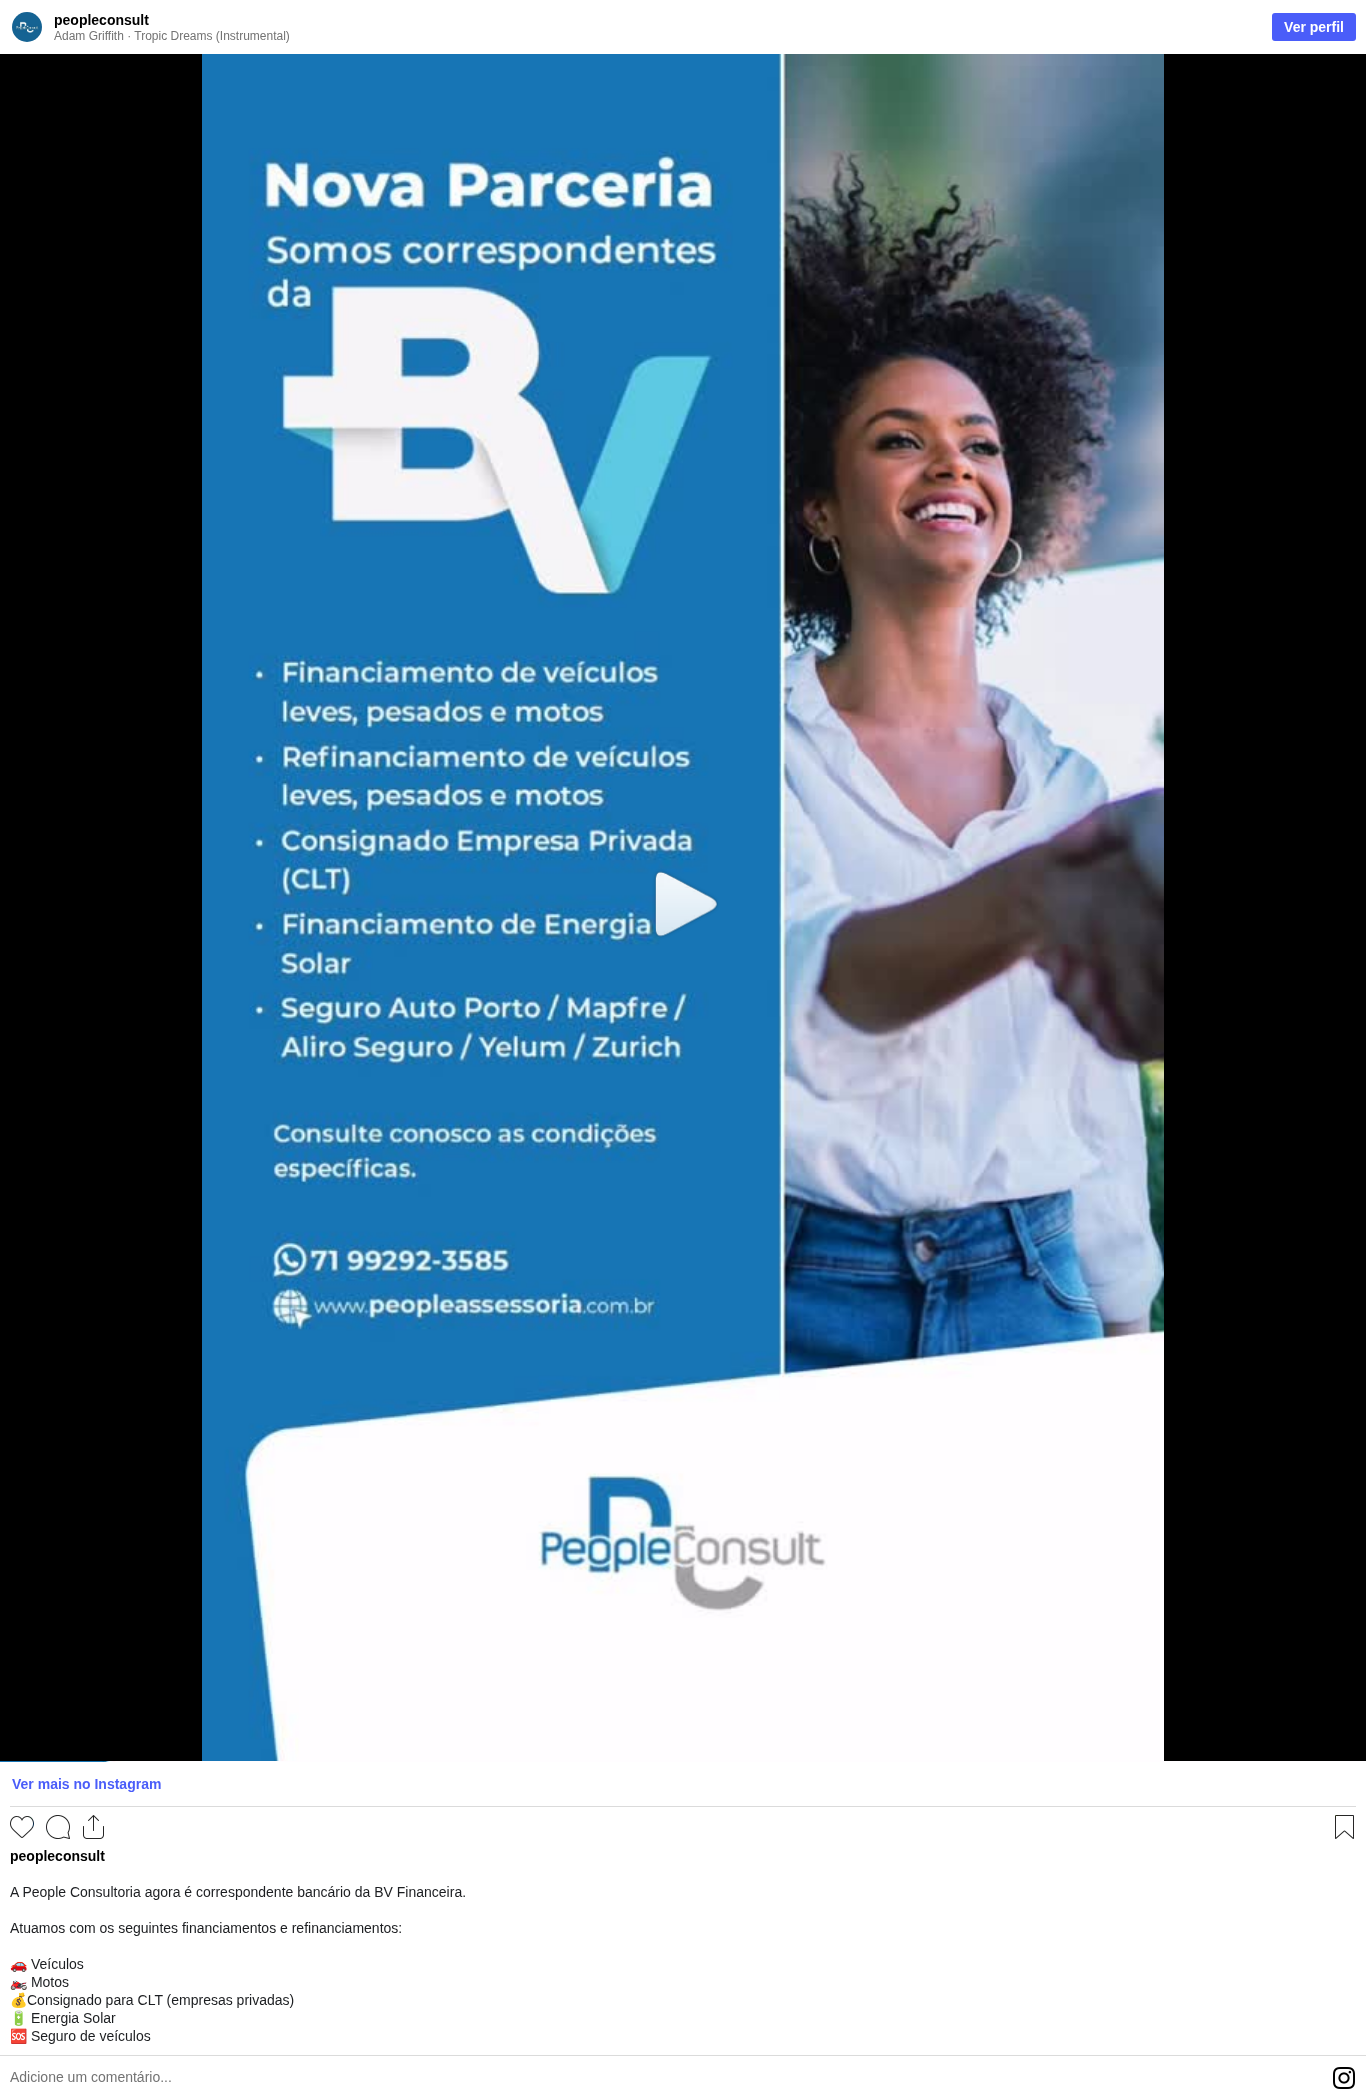 peopleconsult
Adam Griffith · Tropic Dreams (Instrumental)
Ver perfil
Nova Parceria
Somos correspondentes
da
BV
• Financiamento de veículos
leves, pesados e motos
• Refinanciamento de veículos
leves, pesados e motos
• Consignado Empresa Privada
(CLT)
• Financiamento de Energia
Solar
• Seguro Auto Porto / Mapfre /
Aliro Seguro / Yelum / Zurich
Consulte conosco as condições
específicas.
71 99292-3585
www.peopleassessoria.com.br
PeopleConsult
Ver mais no Instagram
peopleconsult
A People Consultoria agora é correspondente bancário da BV Financeira.
Atuamos com os seguintes financiamentos e refinanciamentos:
🚗 Veículos
🏍️ Motos
💰Consignado para CLT (empresas privadas)
🔋 Energia Solar
🆘 Seguro de veículos
Adicione um comentário...